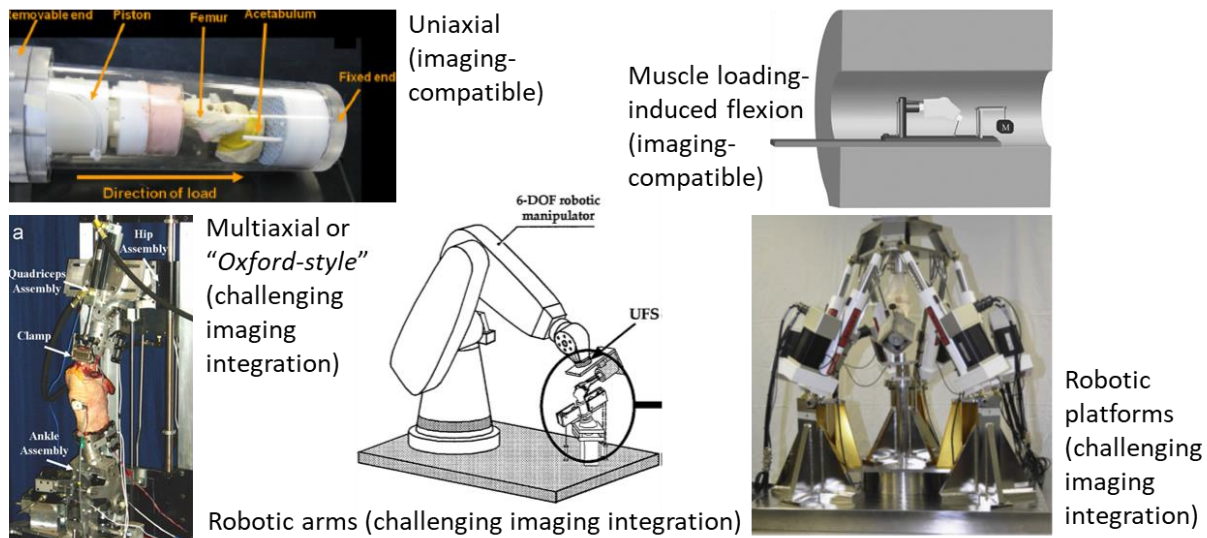 Piston
Femur
Acetabulum
Fixed end
Direction of load
Uniaxial
(imaging-
compatible)
Muscle loading-
induced flexion
(imaging-
compatible)
M
a
Hip
Assembly
Quadriceps
Assembly
Clamp
Ankle
Assembly
Multiaxial or
“Oxford-style”
(challenging
imaging
integration)
6-DOF robotic
manipulator
UFS
Robotic arms (challenging imaging integration)
Robotic
platforms
(challenging
imaging
integration)